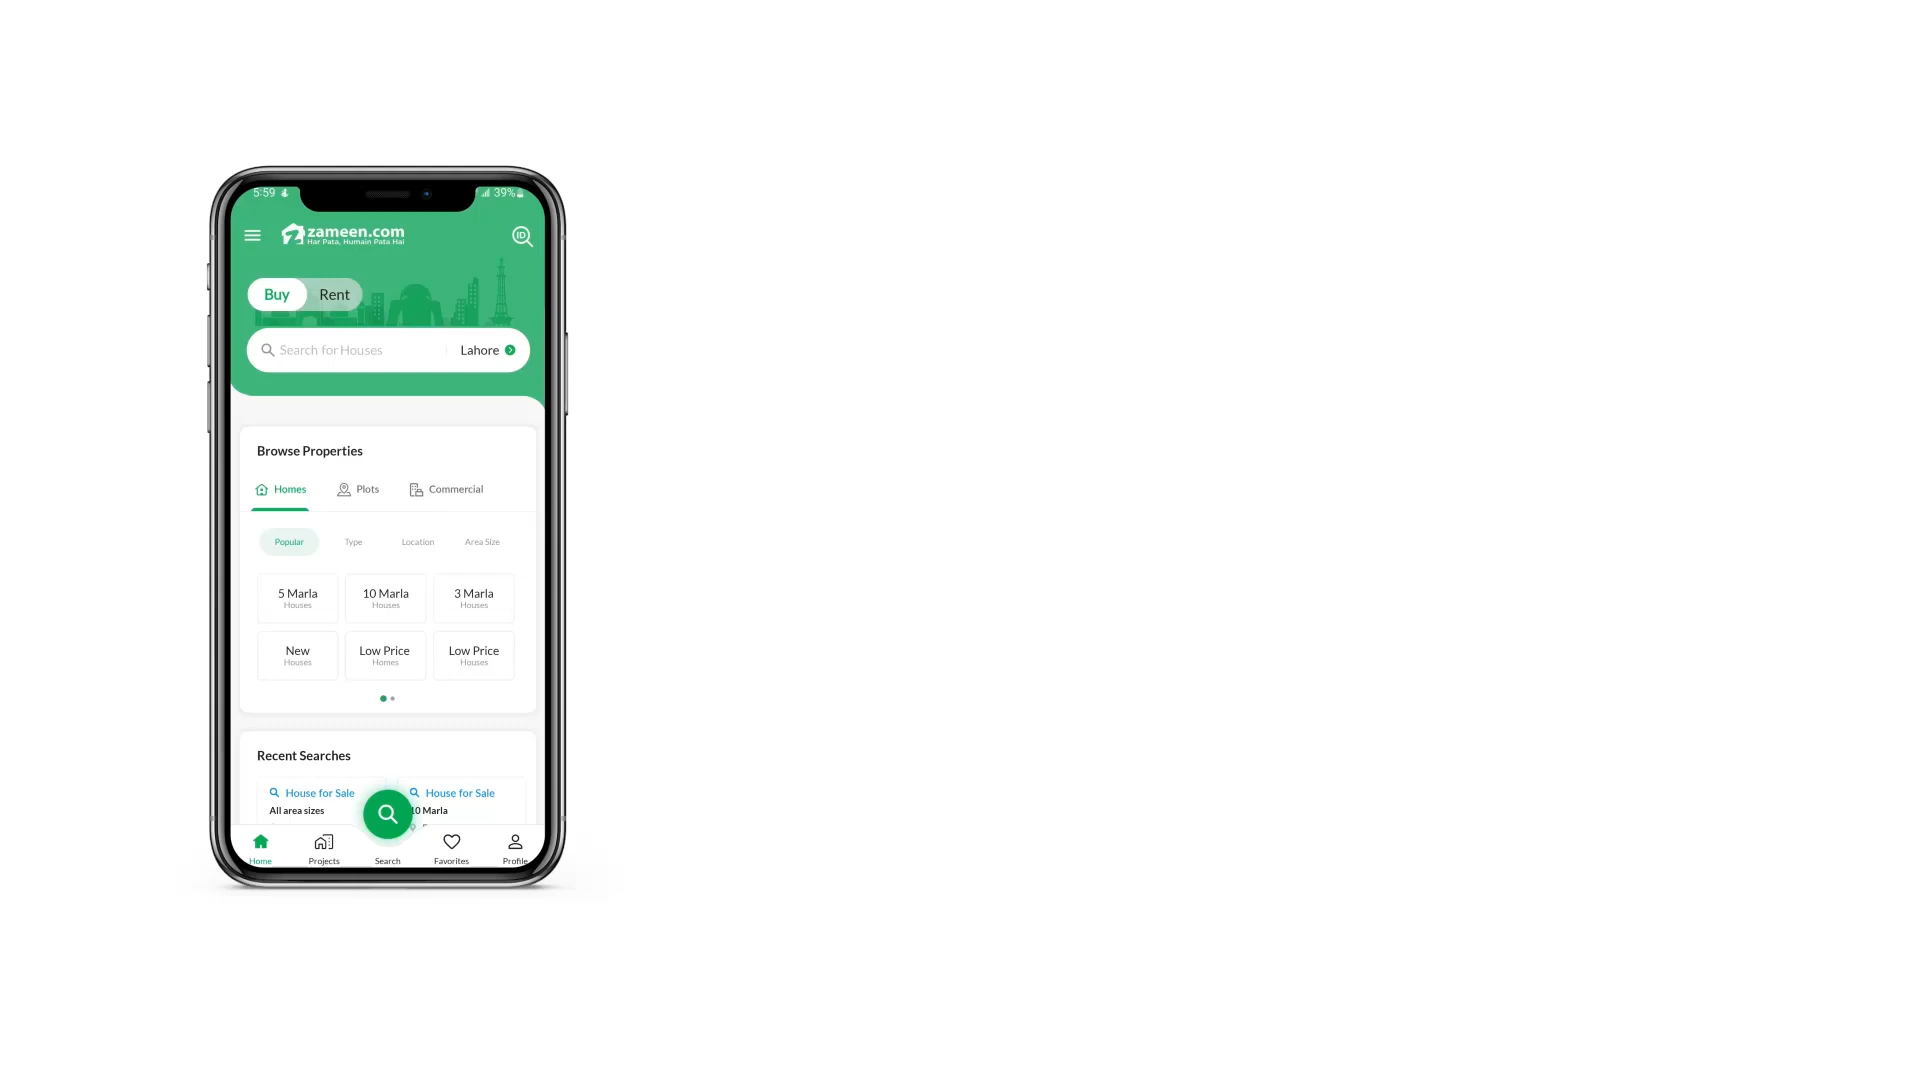 5:59
39%
zameen.com
Har Pata, Humain Pata Hai
ID
Buy Rent
Search for Houses
Lahore
Browse Properties
Homes Plots Commercial
Popular Type Location Area Size
5 Marla 10 Marla 3 Marla
Houses Houses Houses
New Low Price Low Price
Houses Homes Houses
Recent Searches
House for Sale House for Sale
All area sizes 10 Marla
Home Projects Search Favorites Profile